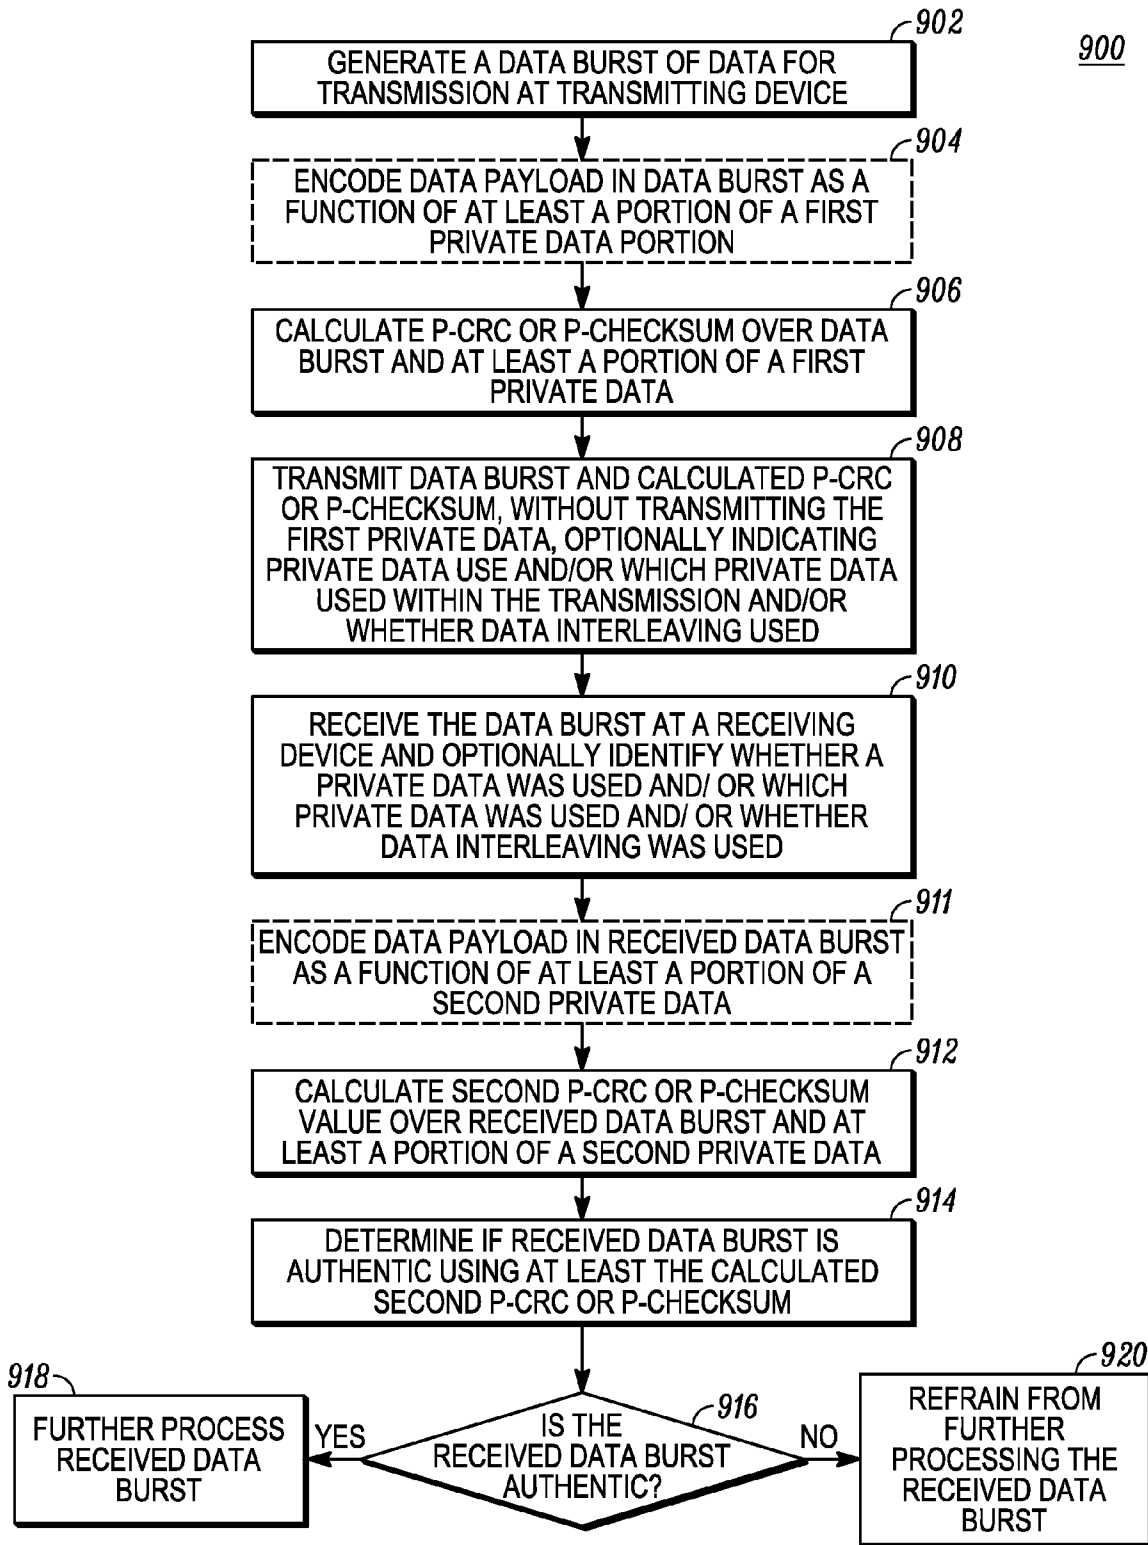 902
900
GENERATE A DATA BURST OF DATA FOR
TRANSMISSION AT TRANSMITTING DEVICE
904
ENCODE DATA PAYLOAD IN DATA BURST AS A
FUNCTION OF AT LEAST A PORTION OF A FIRST
PRIVATE DATA PORTION
906
CALCULATE P-CRC OR P-CHECKSUM OVER DATA
BURST AND AT LEAST A PORTION OF A FIRST
PRIVATE DATA
908
TRANSMIT DATA BURST AND CALCULATED P-CRC
OR P-CHECKSUM, WITHOUT TRANSMITTING THE
FIRST PRIVATE DATA, OPTIONALLY INDICATING
PRIVATE DATA USE AND/OR WHICH PRIVATE DATA
USED WITHIN THE TRANSMISSION AND/OR
WHETHER DATA INTERLEAVING USED
910
RECEIVE THE DATA BURST AT A RECEIVING
DEVICE AND OPTIONALLY IDENTIFY WHETHER A
PRIVATE DATA WAS USED AND/ OR WHICH
PRIVATE DATA WAS USED AND/ OR WHETHER
DATA INTERLEAVING WAS USED
911
ENCODE DATA PAYLOAD IN RECEIVED DATA BURST
AS A FUNCTION OF AT LEAST A PORTION OF A
SECOND PRIVATE DATA
912
CALCULATE SECOND P-CRC OR P-CHECKSUM
VALUE OVER RECEIVED DATA BURST AND AT
LEAST A PORTION OF A SECOND PRIVATE DATA
914
DETERMINE IF RECEIVED DATA BURST IS
AUTHENTIC USING AT LEAST THE CALCULATED
SECOND P-CRC OR P-CHECKSUM
918
FURTHER PROCESS
RECEIVED DATA
BURST
YES
916
IS THE
RECEIVED DATA BURST
AUTHENTIC?
NO
920
REFRAIN FROM
FURTHER
PROCESSING THE
RECEIVED DATA
BURST